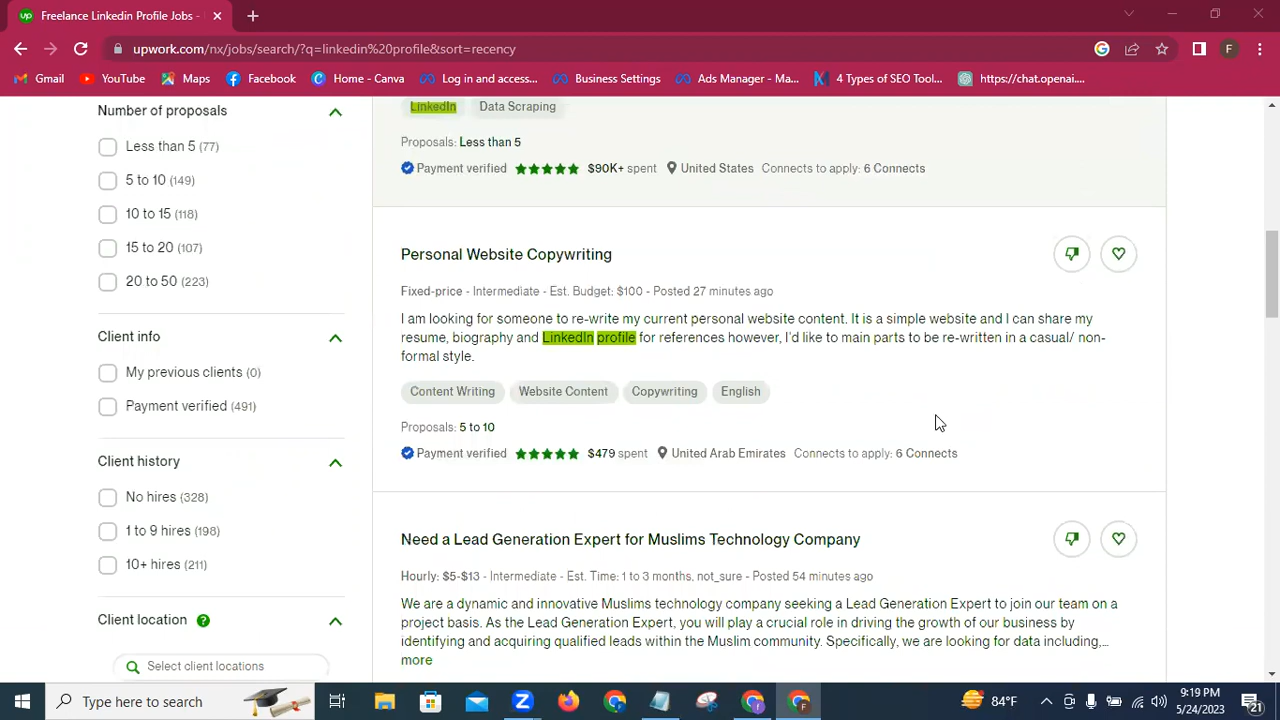 Freelance Linkedin Profile Jobs -
upwork.com/nx/jobs/search/?q=linkedin%20profile&sort=recency
F
Gmail YouTube Maps Facebook Home - Canva Log in and access... Business Settings Ads Manager - Ma... 4 Types of SEO Tool... https://chat.openai....
Number of proposals
Less than 5 (77)
5 to 10 (149)
10 to 15 (118)
15 to 20 (107)
20 to 50 (223)
Client info
My previous clients (0)
Payment verified (491)
Client history
No hires (328)
1 to 9 hires (198)
10+ hires (211)
Client location
Select client locations
LinkedIn Data Scraping
Proposals: Less than 5
Payment verified $90K+ spent United States Connects to apply: 6 Connects
Personal Website Copywriting
Fixed-price - Intermediate - Est. Budget: $100 - Posted 27 minutes ago
I am looking for someone to re-write my current personal website content. It is a simple website and I can share my
resume, biography and LinkedIn profile for references however, I'd like to main parts to be re-written in a casual/ non-
formal style.
Content Writing Website Content Copywriting English
Proposals: 5 to 10
Payment verified $479 spent United Arab Emirates Connects to apply: 6 Connects
Need a Lead Generation Expert for Muslims Technology Company
Hourly: $5-$13 - Intermediate - Est. Time: 1 to 3 months, not_sure - Posted 54 minutes ago
We are a dynamic and innovative Muslims technology company seeking a Lead Generation Expert to join our team on a
project basis. As the Lead Generation Expert, you will play a crucial role in driving the growth of our business by
identifying and acquiring qualified leads within the Muslim community. Specifically, we are looking for data including,...
more
Type here to search
84°F
9:19 PM
5/24/2023
21